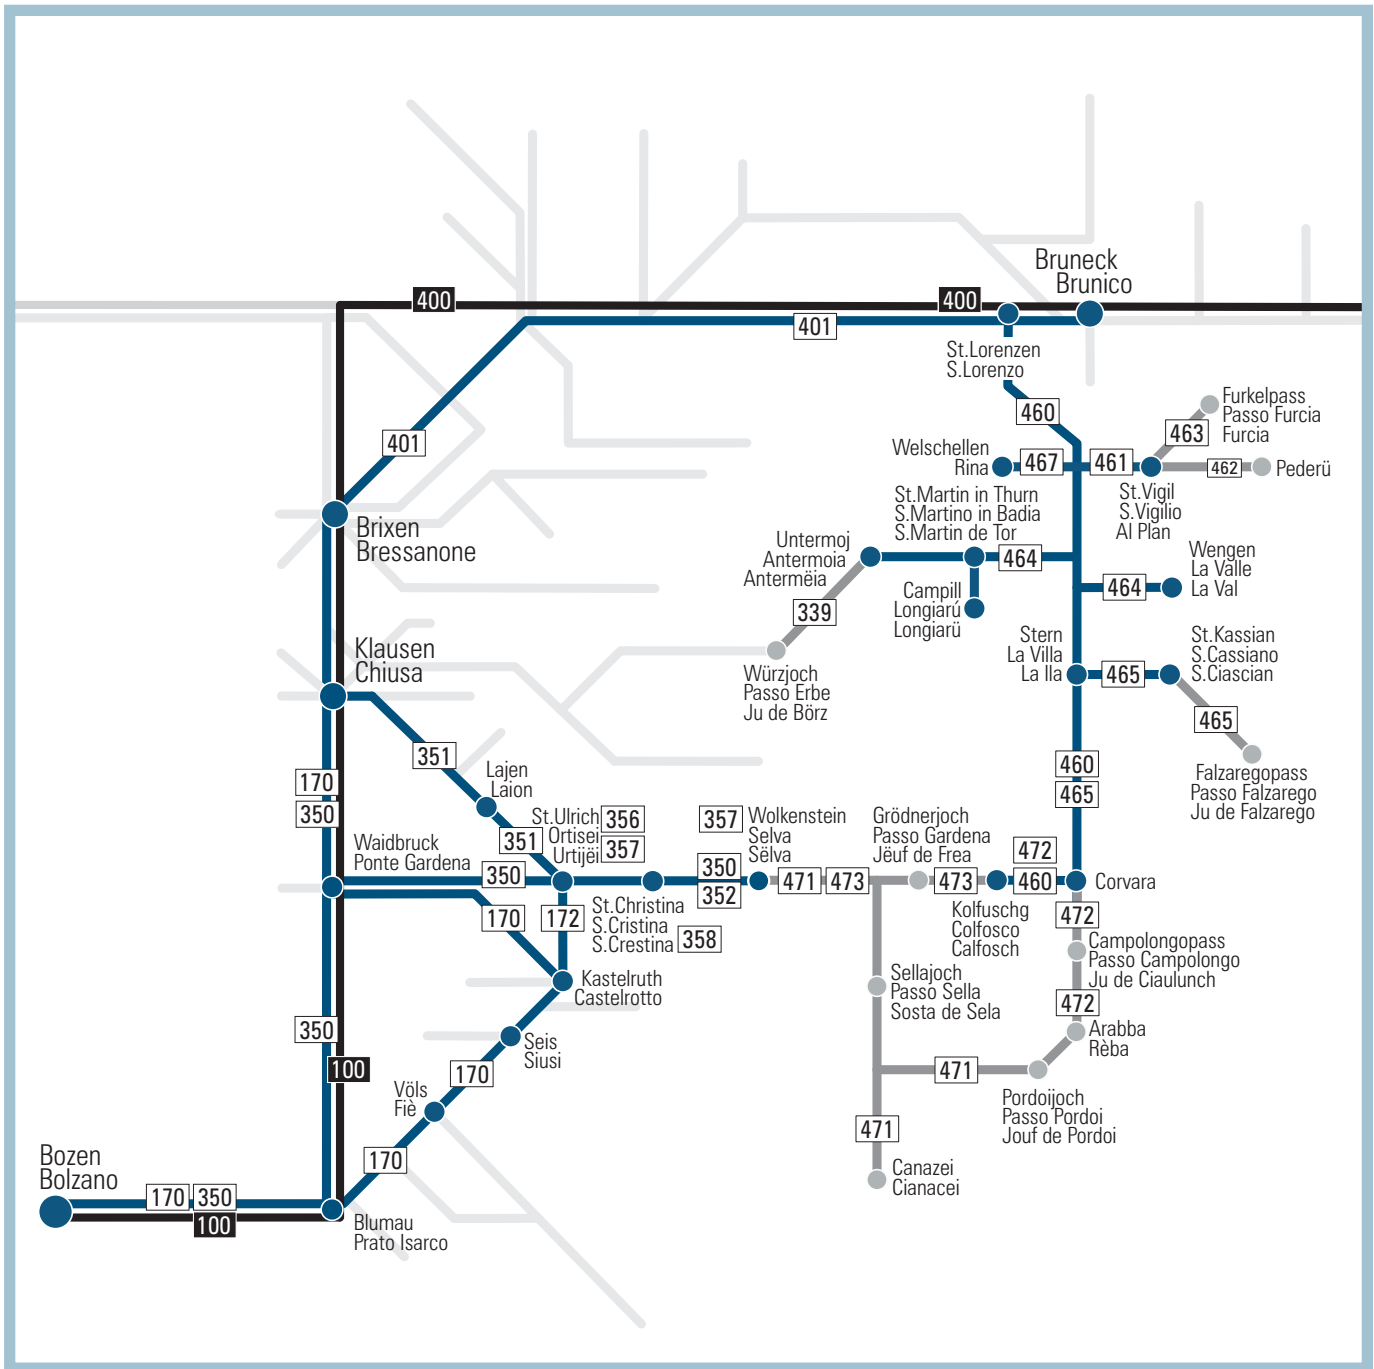 Bruneck
Brunico
400
400
401
St.Lorenzen
S.Lorenzo
460
Furkelpass
Passo Furcia
Furcia
463
401
Welschellen
Rina
467
461
462
Pederü
St.Vigil
S.Vigilio
Al Plan
St.Martin in Thurn
S.Martino in Badia
S.Martin de Tor
Brixen
Bressanone
Untermoj
Antermoia
Antermëia
464
Wengen
La Valle
La Val
464
Campill
Longiarú
Longiarü
339
Stern
La Villa
La Ila
St.Kassian
S.Cassiano
S.Ciascian
465
Klausen
Chiusa
Würzjoch
Passo Erbe
Ju de Börz
465
351
460
465
Falzaregopass
Passo Falzarego
Ju de Falzarego
170
350
Lajen
Laion
351
St.Ulrich
Ortisei
Urtijëi
356
357
357
Wolkenstein
Selva
Sëlva
Grödnerjoch
Passo Gardena
Jëuf de Frea
472
Waidbruck
Ponte Gardena
350
350
352
471
473
473
460
Corvara
170
172
St.Christina
S.Cristina
S.Crestina
358
Kolfuschg
Colfosco
Calfosch
472
Campolongopass
Passo Campolongo
Ju de Ciaulunch
Kastelruth
Castelrotto
Sellajoch
Passo Sella
Sosta de Sela
472
Arabba
Rèba
350
Seis
Siusi
100
170
471
Völs
Fiè
Pordoijoch
Passo Pordoi
Jouf de Pordoi
471
170
Bozen
Bolzano
Canazei
Cianacei
170
350
100
Blumau
Prato Isarco